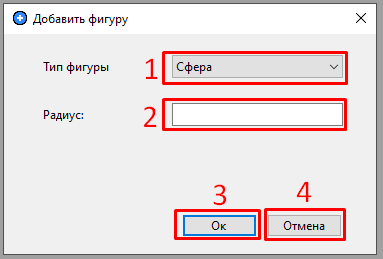 Добавить фигуру
Тип фигуры 1 Сфера
Радиус: 2
3 4
Ок Отмена